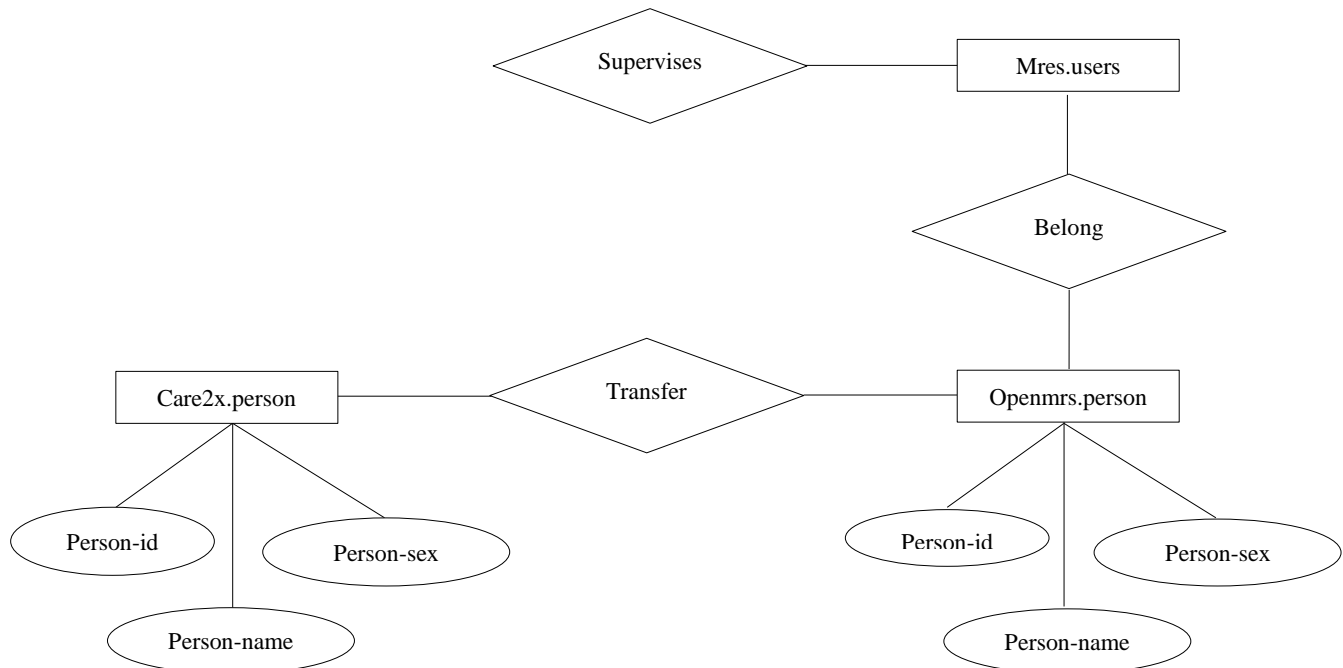 Supervises
Mres.users
Belong
Care2x.person
Transfer
Openmrs.person
Person-id
Person-sex
Person-id
Person-sex
Person-name
Person-name